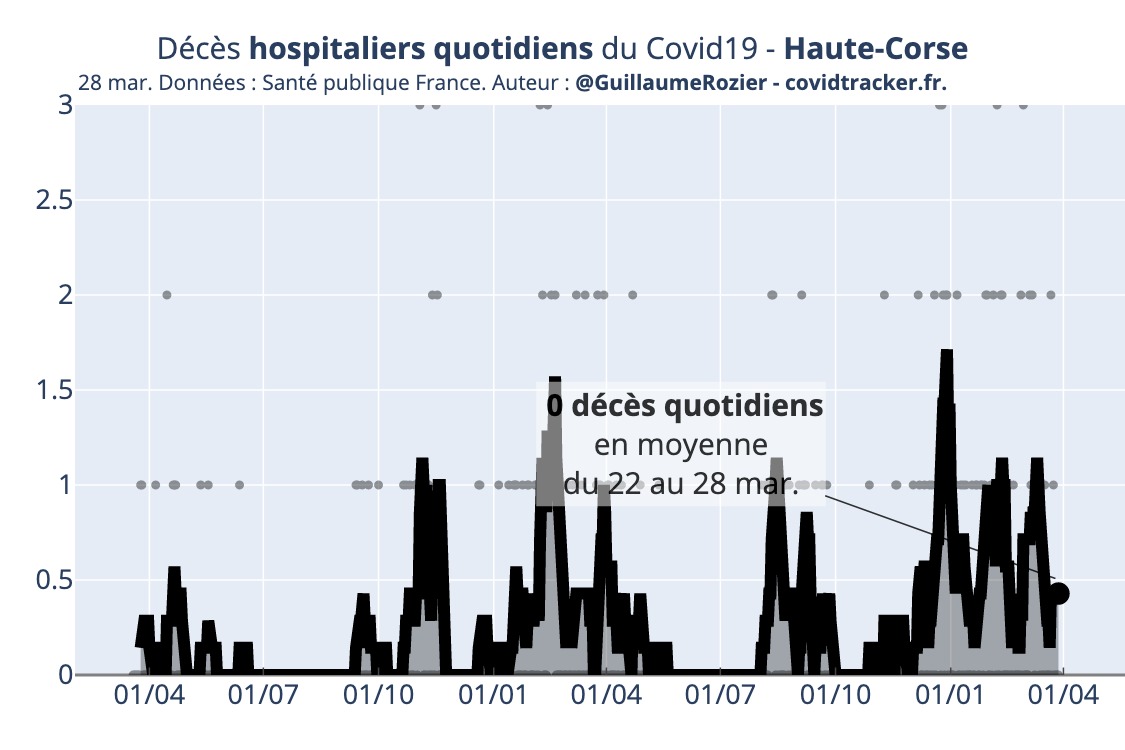 Décès hospitaliers quotidiens du Covid19 - Haute-Corse
28 mar. Données : Santé publique France. Auteur : @GuillaumeRozier - covidtracker.fr.
3
2.5
2
1.5
0 décès quotidiens
en moyenne
du 22 au 28 mar.
1
0.5
0
01/04 01/07 01/10 01/01 01/04 01/07 01/10 01/01 01/04